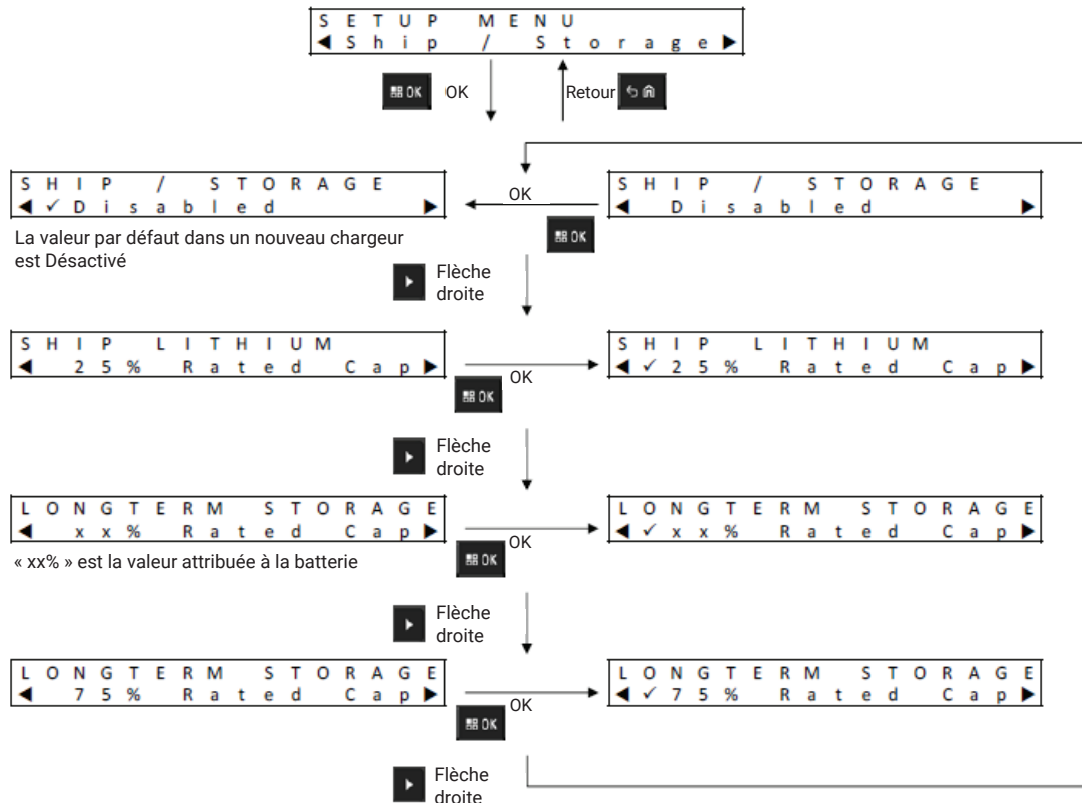 SETUP MENU
◀Ship / Storage▶
OK OK Retour
SHIP / STORAGE
◀✓Disabled ▶
OK
SHIP / STORAGE
◀ Disabled ▶
OK
La valeur par défaut dans un nouveau chargeur
est Désactivé
Flèche
droite
SHIP LITHIUM
◀ 25% Rated Cap▶
OK
OK
SHIP LITHIUM
◀✓25% Rated Cap▶
Flèche
droite
LONGTERM STORAGE
◀ xx% Rated Cap▶
OK
OK
LONGTERM STORAGE
◀✓xx% Rated Cap▶
« xx% » est la valeur attribuée à la batterie
Flèche
droite
LONGTERM STORAGE
◀ 75% Rated Cap▶
OK
OK
LONGTERM STORAGE
◀✓75% Rated Cap▶
Flèche
droite